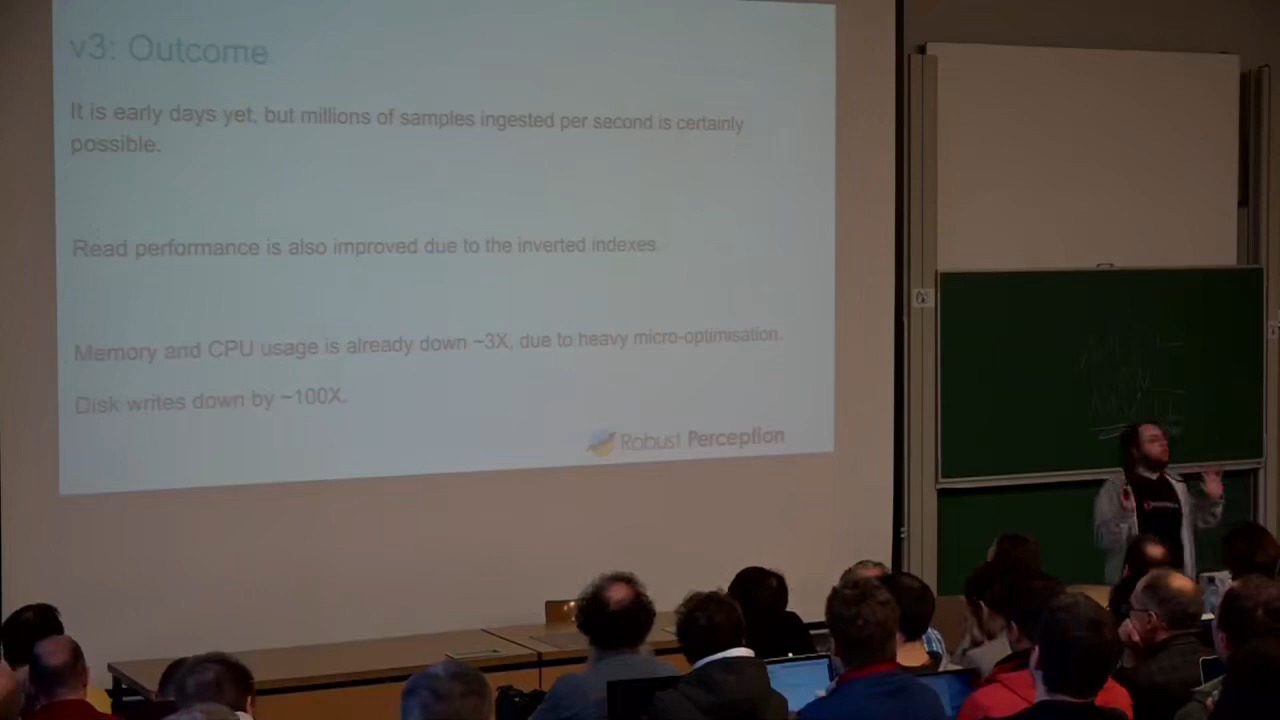 v3: Outcome
It is early days yet, but millions of samples ingested per second is certainly
possible.
Read performance is also improved due to the inverted indexes.
Memory and CPU usage is already down ~3X, due to heavy micro-optimisation.
Disk writes down by ~100X.
Robust Perception